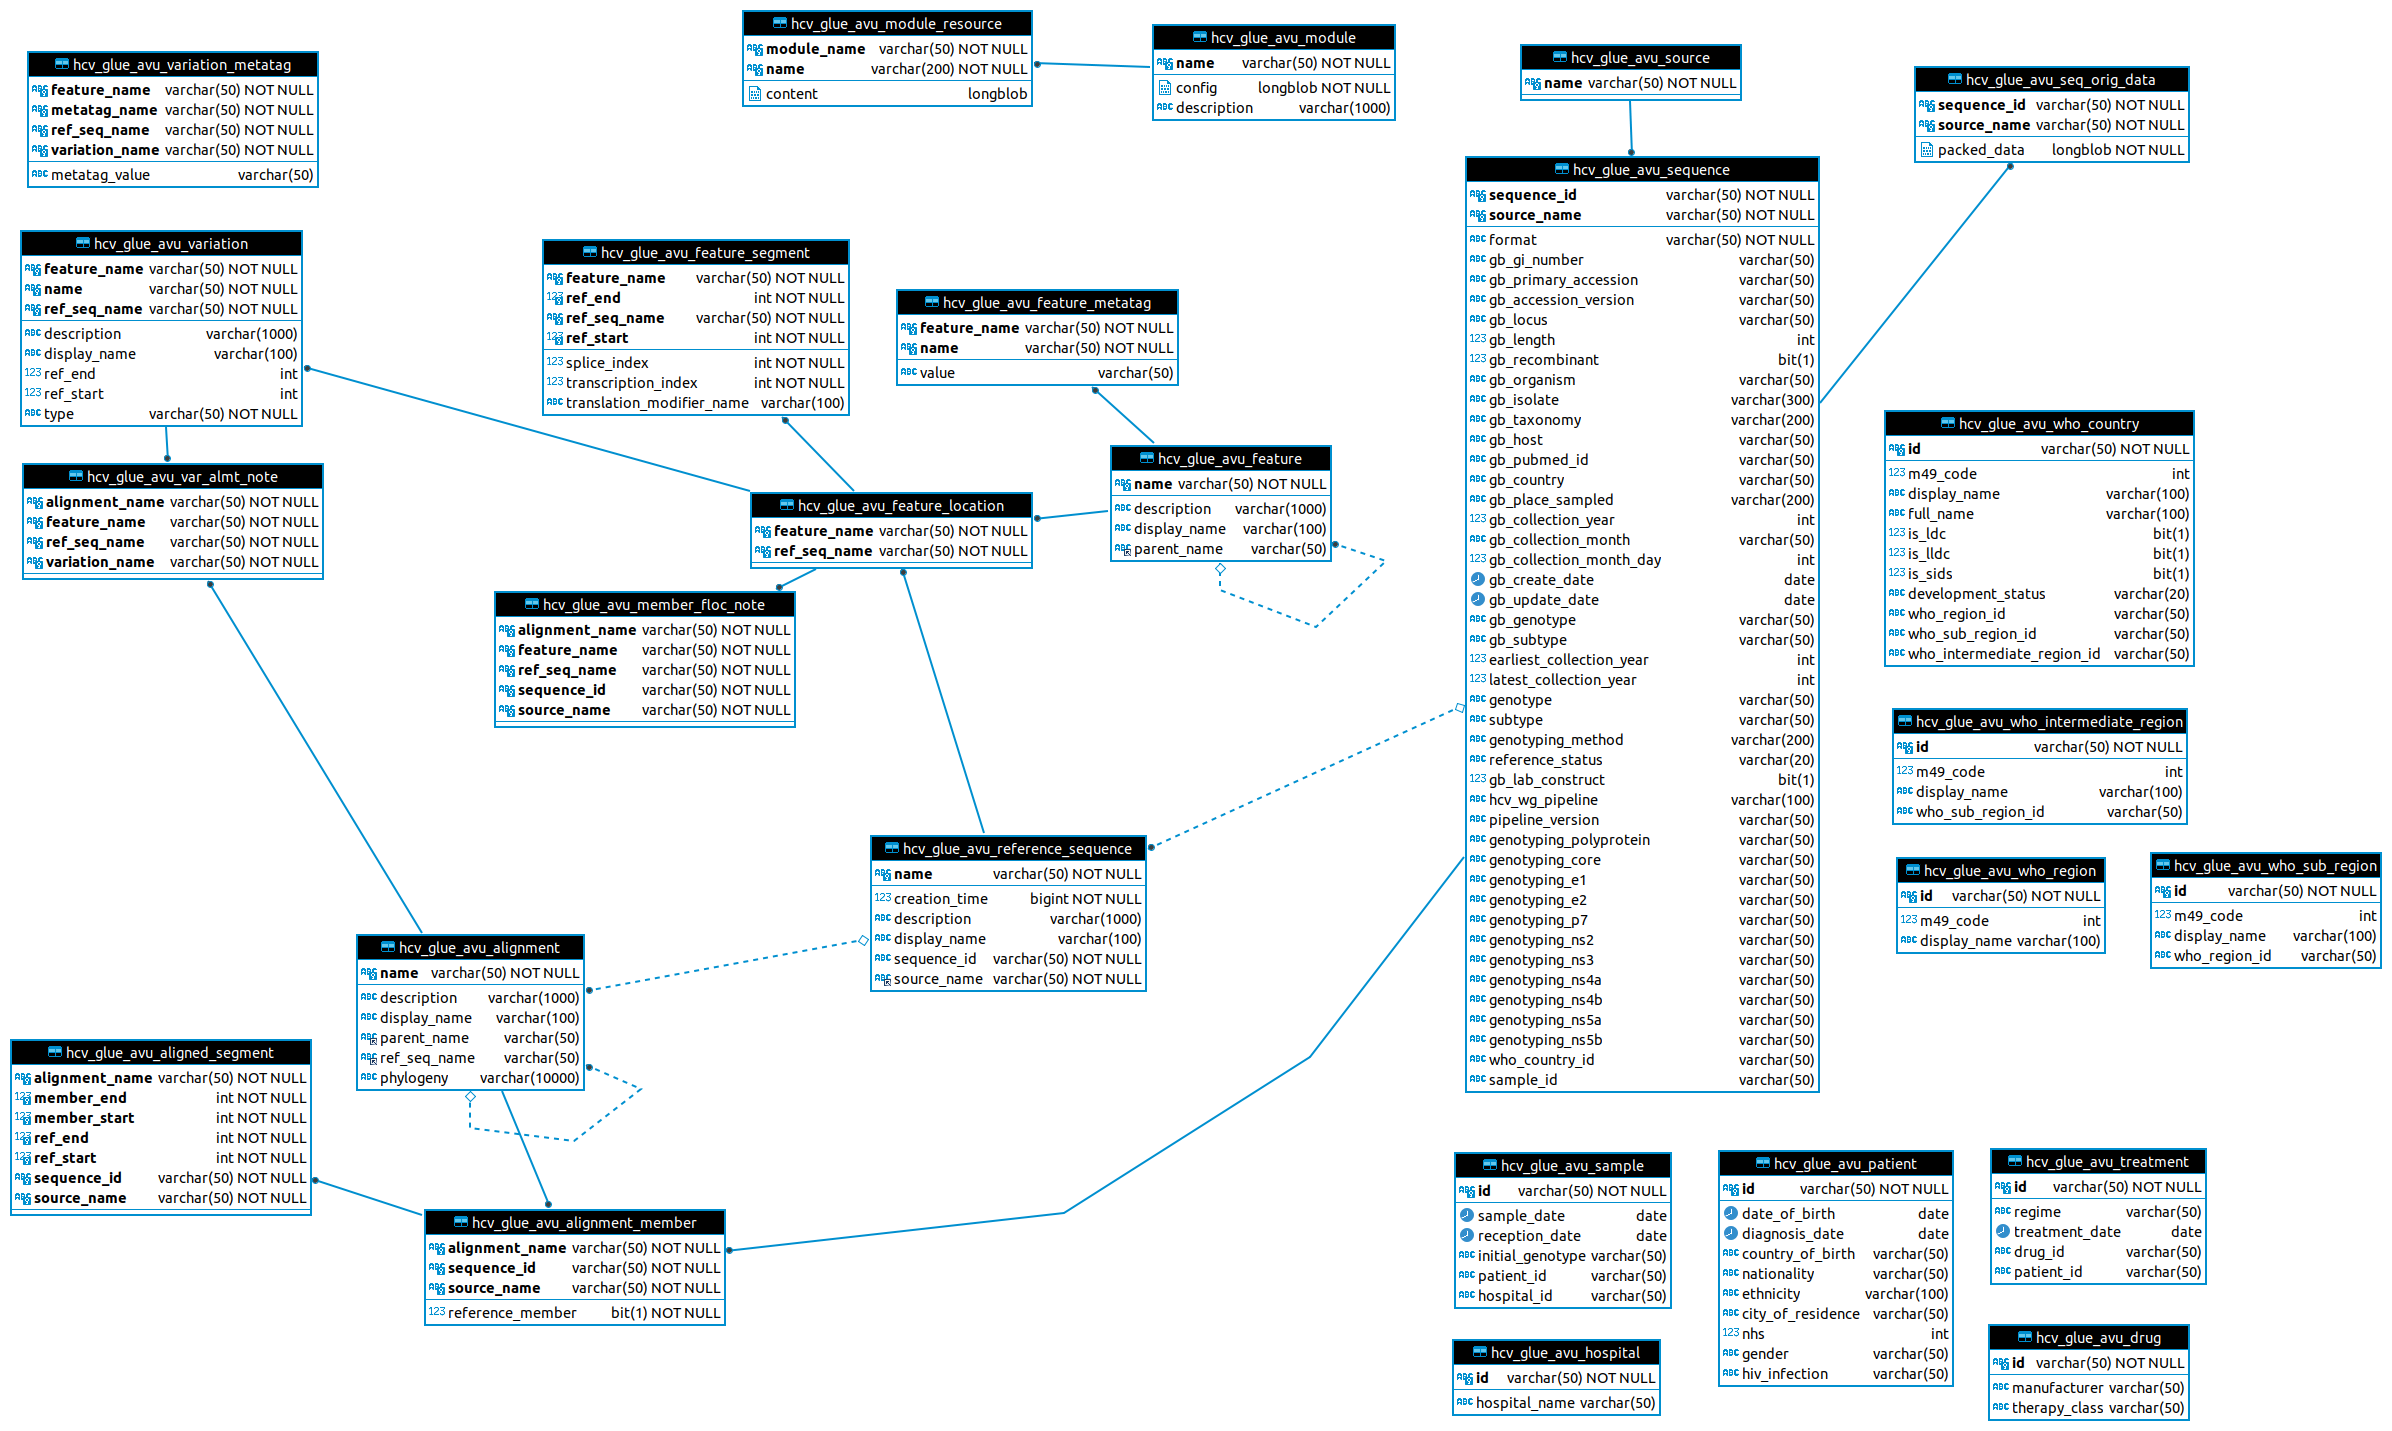 hcv_glue_avu_module_resource
module_name varchar(50) NOT NULL
name varchar(200) NOT NULL
content longblob
hcv_glue_avu_module
name varchar(50) NOT NULL
config longblob NOT NULL
description varchar(1000)
hcv_glue_avu_source
name varchar(50) NOT NULL
hcv_glue_avu_seq_orig_data
sequence_id varchar(50) NOT NULL
source_name varchar(50) NOT NULL
packed_data longblob NOT NULL
hcv_glue_avu_variation_metatag
feature_name varchar(50) NOT NULL
metatag_name varchar(50) NOT NULL
ref_seq_name varchar(50) NOT NULL
variation_name varchar(50) NOT NULL
metatag_value varchar(50)
hcv_glue_avu_variation
feature_name varchar(50) NOT NULL
name varchar(50) NOT NULL
ref_seq_name varchar(50) NOT NULL
description varchar(1000)
display_name varchar(100)
ref_end int
ref_start int
type varchar(50) NOT NULL
hcv_glue_avu_feature_segment
feature_name varchar(50) NOT NULL
ref_end int NOT NULL
ref_seq_name varchar(50) NOT NULL
ref_start int NOT NULL
splice_index int NOT NULL
transcription_index int NOT NULL
translation_modifier_name varchar(100)
hcv_glue_avu_feature_metatag
feature_name varchar(50) NOT NULL
name varchar(50) NOT NULL
value varchar(50)
hcv_glue_avu_feature
name varchar(50) NOT NULL
description varchar(1000)
display_name varchar(100)
parent_name varchar(50)
hcv_glue_avu_var_almt_note
alignment_name varchar(50) NOT NULL
feature_name varchar(50) NOT NULL
ref_seq_name varchar(50) NOT NULL
variation_name varchar(50) NOT NULL
hcv_glue_avu_feature_location
feature_name varchar(50) NOT NULL
ref_seq_name varchar(50) NOT NULL
hcv_glue_avu_member_floc_note
alignment_name varchar(50) NOT NULL
feature_name varchar(50) NOT NULL
ref_seq_name varchar(50) NOT NULL
sequence_id varchar(50) NOT NULL
source_name varchar(50) NOT NULL
hcv_glue_avu_sequence
sequence_id varchar(50) NOT NULL
source_name varchar(50) NOT NULL
format varchar(50) NOT NULL
gb_gi_number varchar(50)
gb_primary_accession varchar(50)
gb_accession_version varchar(50)
gb_locus varchar(50)
gb_length int
gb_recombinant bit(1)
gb_organism varchar(50)
gb_isolate varchar(300)
gb_taxonomy varchar(200)
gb_host varchar(50)
gb_pubmed_id varchar(50)
gb_country varchar(50)
gb_place_sampled varchar(200)
gb_collection_year int
gb_collection_month varchar(50)
gb_collection_month_day int
gb_create_date date
gb_update_date date
gb_genotype varchar(50)
gb_subtype varchar(50)
earliest_collection_year int
latest_collection_year int
genotype varchar(50)
subtype varchar(50)
genotyping_method varchar(200)
reference_status varchar(20)
gb_lab_construct bit(1)
hcv_wg_pipeline varchar(100)
pipeline_version varchar(50)
genotyping_polyprotein varchar(50)
genotyping_core varchar(50)
genotyping_e1 varchar(50)
genotyping_e2 varchar(50)
genotyping_p7 varchar(50)
genotyping_ns2 varchar(50)
genotyping_ns3 varchar(50)
genotyping_ns4a varchar(50)
genotyping_ns4b varchar(50)
genotyping_ns5a varchar(50)
genotyping_ns5b varchar(50)
who_country_id varchar(50)
sample_id varchar(50)
hcv_glue_avu_who_country
id varchar(50) NOT NULL
m49_code int
display_name varchar(100)
full_name varchar(100)
is_ldc bit(1)
is_lldc bit(1)
is_sids bit(1)
development_status varchar(20)
who_region_id varchar(50)
who_sub_region_id varchar(50)
who_intermediate_region_id varchar(50)
hcv_glue_avu_who_intermediate_region
id varchar(50) NOT NULL
m49_code int
display_name varchar(100)
who_sub_region_id varchar(50)
hcv_glue_avu_who_region
id varchar(50) NOT NULL
m49_code int
display_name varchar(100)
hcv_glue_avu_who_sub_region
id varchar(50) NOT NULL
m49_code int
display_name varchar(100)
who_region_id varchar(50)
hcv_glue_avu_reference_sequence
name varchar(50) NOT NULL
creation_time bigint NOT NULL
description varchar(1000)
display_name varchar(100)
sequence_id varchar(50) NOT NULL
source_name varchar(50) NOT NULL
hcv_glue_avu_alignment
name varchar(50) NOT NULL
description varchar(1000)
display_name varchar(100)
parent_name varchar(50)
ref_seq_name varchar(50)
phylogeny varchar(10000)
hcv_glue_avu_aligned_segment
alignment_name varchar(50) NOT NULL
member_end int NOT NULL
member_start int NOT NULL
ref_end int NOT NULL
ref_start int NOT NULL
sequence_id varchar(50) NOT NULL
source_name varchar(50) NOT NULL
hcv_glue_avu_alignment_member
alignment_name varchar(50) NOT NULL
sequence_id varchar(50) NOT NULL
source_name varchar(50) NOT NULL
reference_member bit(1) NOT NULL
hcv_glue_avu_sample
id varchar(50) NOT NULL
sample_date date
reception_date date
initial_genotype varchar(50)
patient_id varchar(50)
hospital_id varchar(50)
hcv_glue_avu_patient
id varchar(50) NOT NULL
date_of_birth date
diagnosis_date date
country_of_birth varchar(50)
nationality varchar(50)
ethnicity varchar(100)
city_of_residence varchar(50)
nhs int
gender varchar(50)
hiv_infection varchar(50)
hcv_glue_avu_treatment
id varchar(50) NOT NULL
regime varchar(50)
treatment_date date
drug_id varchar(50)
patient_id varchar(50)
hcv_glue_avu_hospital
id varchar(50) NOT NULL
hospital_name varchar(50)
hcv_glue_avu_drug
id varchar(50) NOT NULL
manufacturer varchar(50)
therapy_class varchar(50)